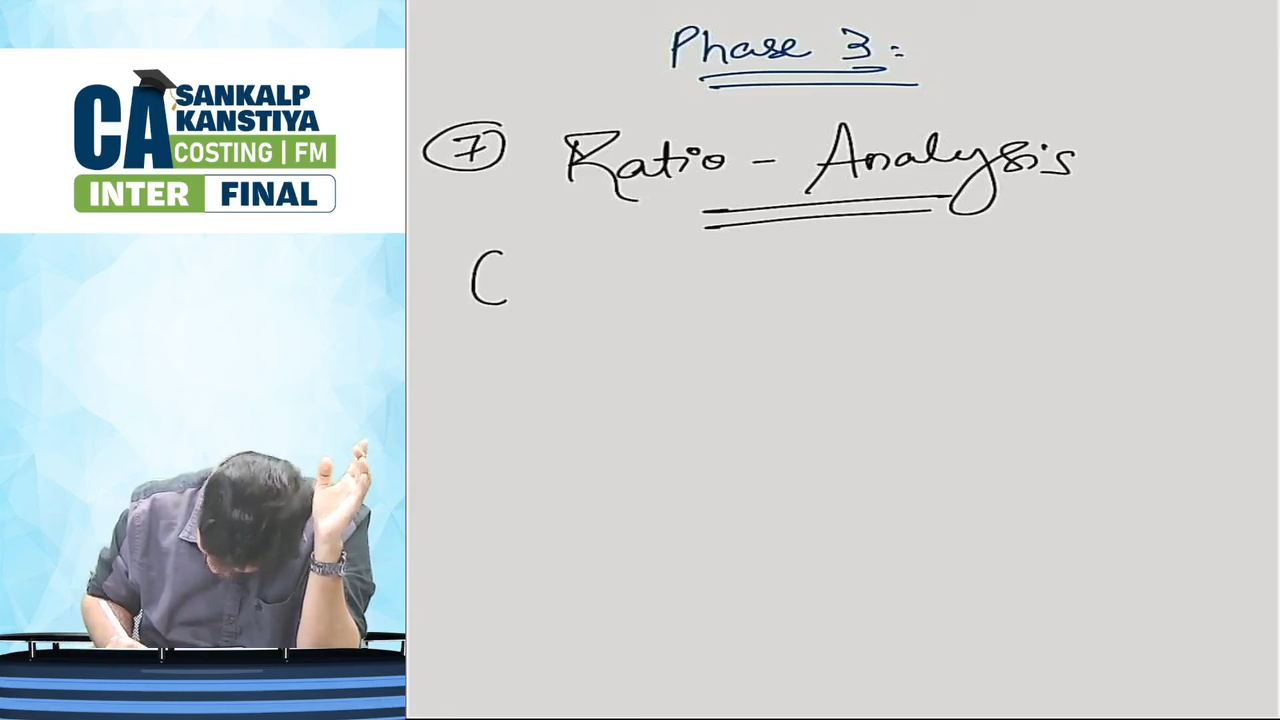 CA SANKALP
KANSTIYA
COSTING | FM
INTER FINAL
Phase 3:
7 Ratio - Analysis
(